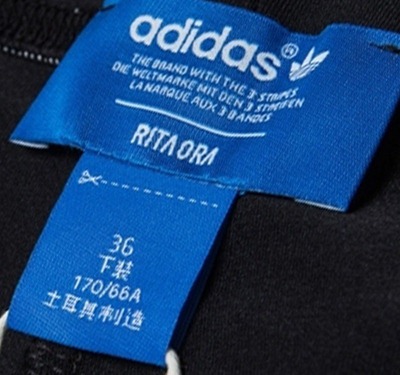 adidas®
THE BRAND WITH THE 3-STRIPES
DIE WELTMARKE MIT DEN 3 STREIFEN
LA MARQUE AUX 3 BANDES
RITA ORA
36
下装
170/66A
土耳其制造